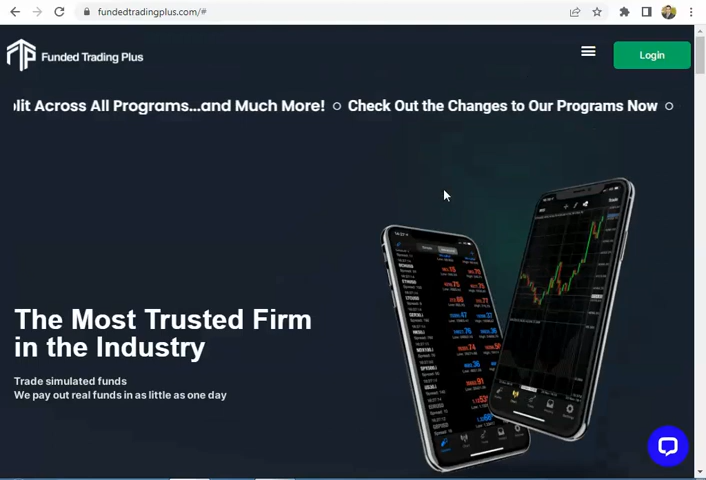 fundedtradingplus.com/#
Funded Trading Plus
Login
lit Across All Programs...and Much More! ○ Check Out the Changes to Our Programs Now ○
The Most Trusted Firm
in the Industry
Trade simulated funds
We pay out real funds in as little as one day